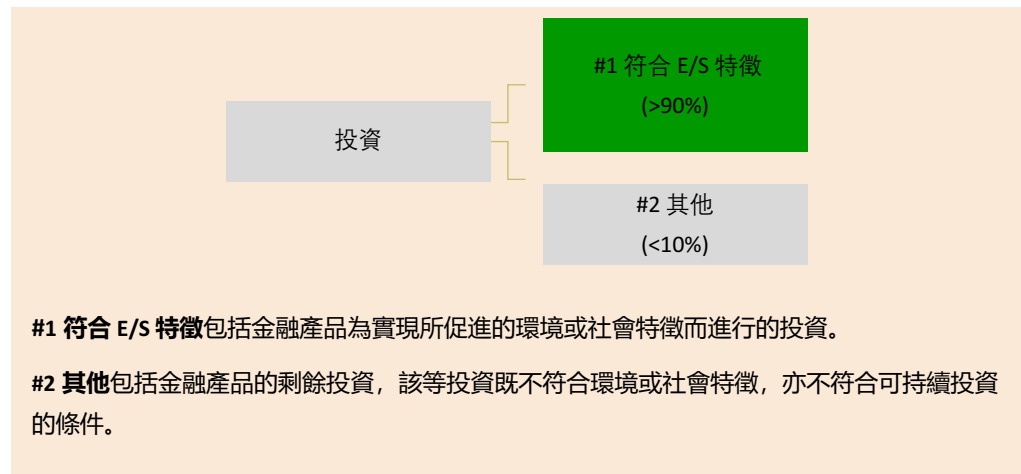 #1 符合 E/S 特徵
(>90%)
投資
#2 其他
(<10%)
#1 符合 E/S 特徵包括金融產品為實現所促進的環境或社會特徵而進行的投資。
#2 其他包括金融產品的剩餘投資，該等投資既不符合環境或社會特徵，亦不符合可持續投資
的條件。